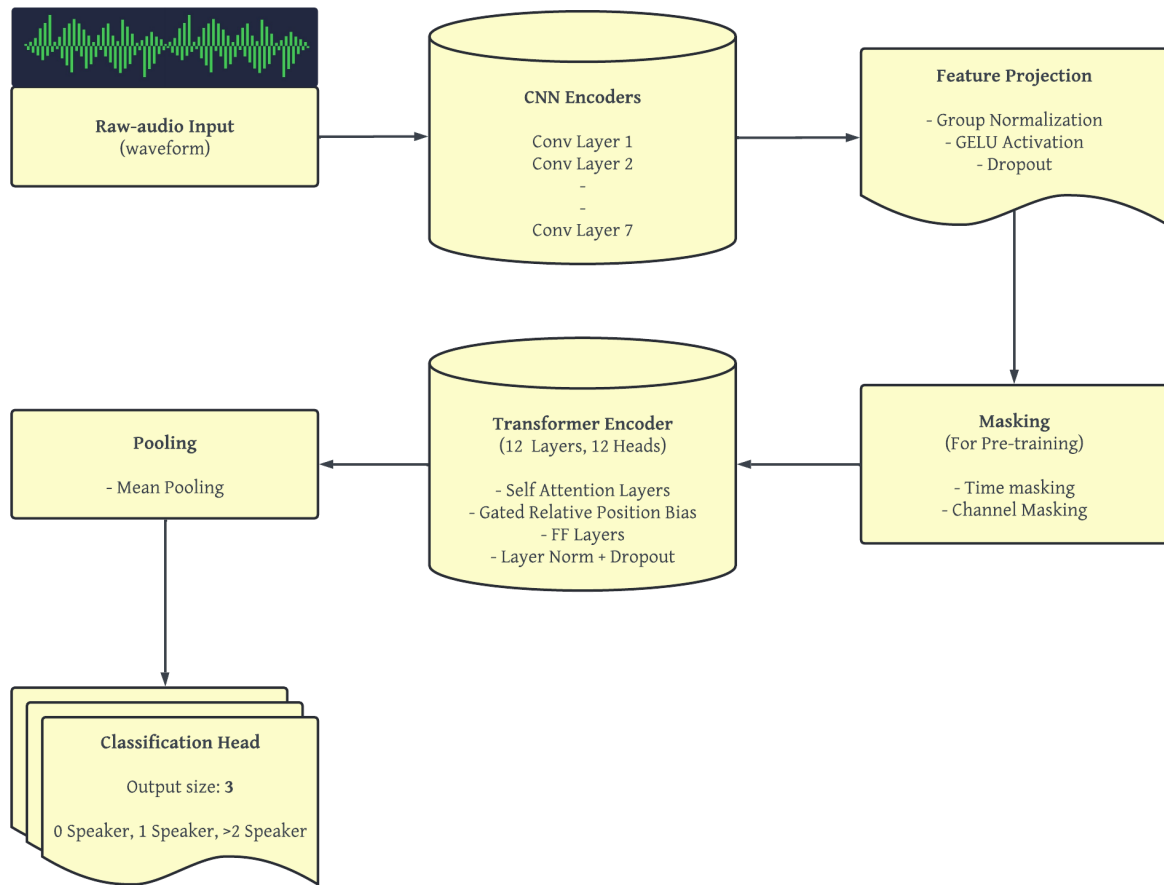 Raw-audio Input
(waveform)
CNN Encoders
Conv Layer 1
Conv Layer 2
-
-
Conv Layer 7
Feature Projection
- Group Normalization
- GELU Activation
- Dropout
Masking
(For Pre-training)
- Time masking
- Channel Masking
Transformer Encoder
(12 Layers, 12 Heads)
- Self Attention Layers
- Gated Relative Position Bias
- FF Layers
- Layer Norm + Dropout
Pooling
- Mean Pooling
Classification Head
Output size: 3
0 Speaker, 1 Speaker, >2 Speaker